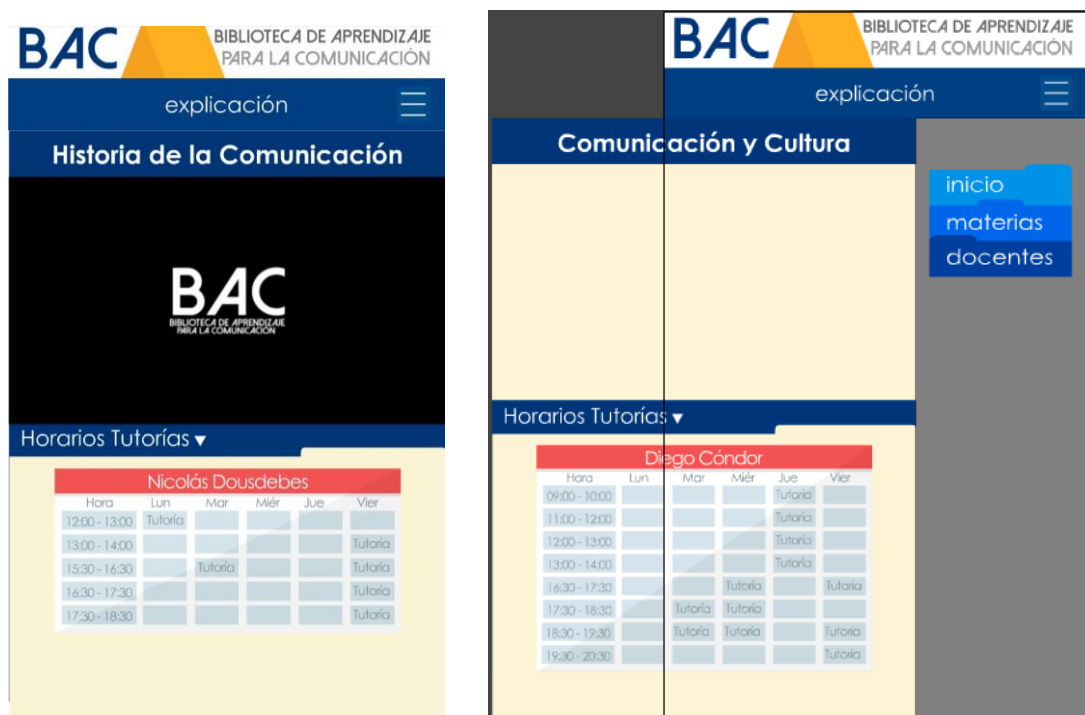 BAC
BIBLIOTECA DE APRENDIZAJE
PARA LA COMUNICACIÓN
explicación
Historia de la Comunicación
BAC
BIBLIOTECA DE APRENDIZAJE
PARA LA COMUNICACIÓN
Horarios Tutorías ▾
Nicolás Dousdebes
Hora Lun Mar Miér Jue Vier
12:00 - 13:00 Tutoría
13:00 - 14:00 Tutoría
15:30 - 16:30 Tutoría Tutoría
16:30 - 17:30 Tutoría
17:30 - 18:30 Tutoría
BAC
BIBLIOTECA DE APRENDIZAJE
PARA LA COMUNICACIÓN
explicación
Comunicación y Cultura
inicio
materias
docentes
Horarios Tutorías ▾
Diego Cóndor
Hora Lun Mar Miér Jue Vier
09:00 - 10:00 Tutoría
11:00 - 12:00 Tutoría
12:00 - 13:00 Tutoría
13:00 - 14:00 Tutoría
16:30 - 17:30 Tutoría Tutoría
17:30 - 18:30 Tutoría Tutoría
18:30 - 19:30 Tutoría Tutoría Tutoría
19:30 - 20:30 Tutoría